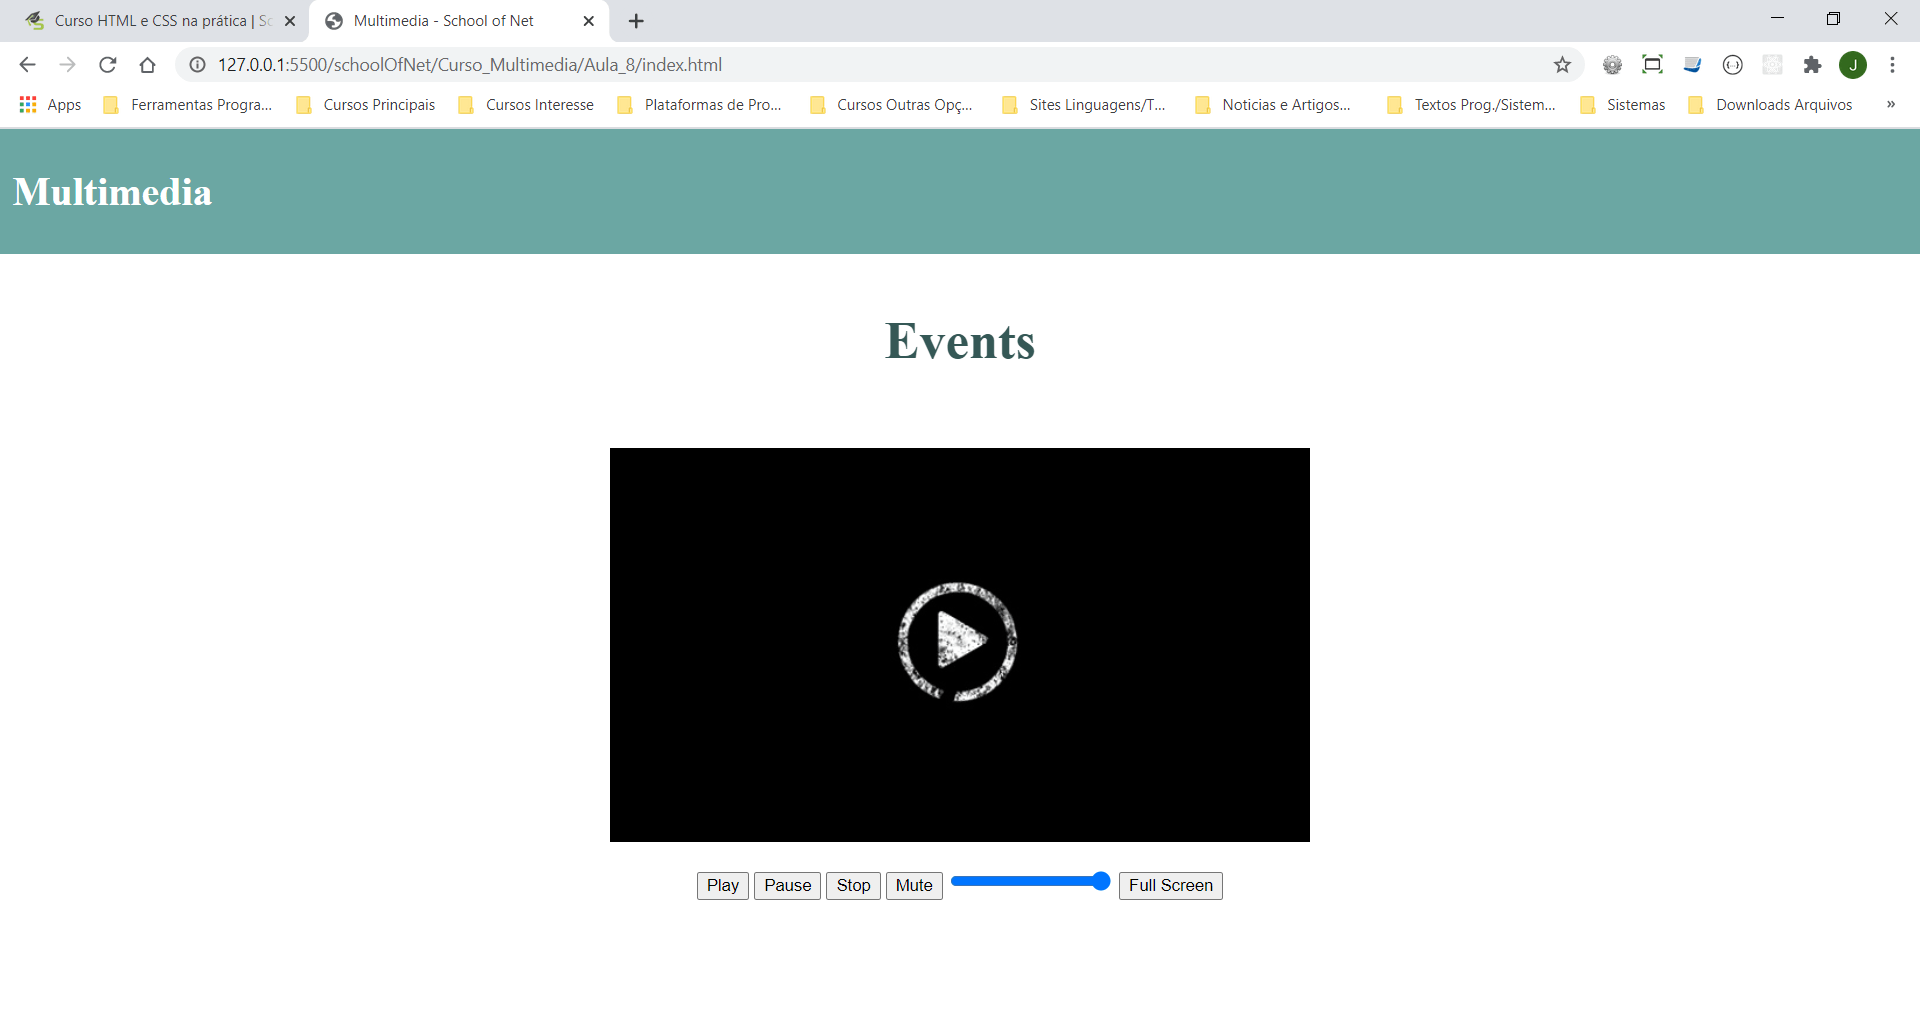 Curso HTML e CSS na prática | Sc
Multimedia - School of Net
127.0.0.1:5500/schoolOfNet/Curso_Multimedia/Aula_8/index.html
J
Apps Ferramentas Progra... Cursos Principais Cursos Interesse Plataformas de Pro... Cursos Outras Opç... Sites Linguagens/T... Noticias e Artigos... Textos Prog./Sistem... Sistemas Downloads Arquivos »
Multimedia
Events
Play Pause Stop Mute Full Screen